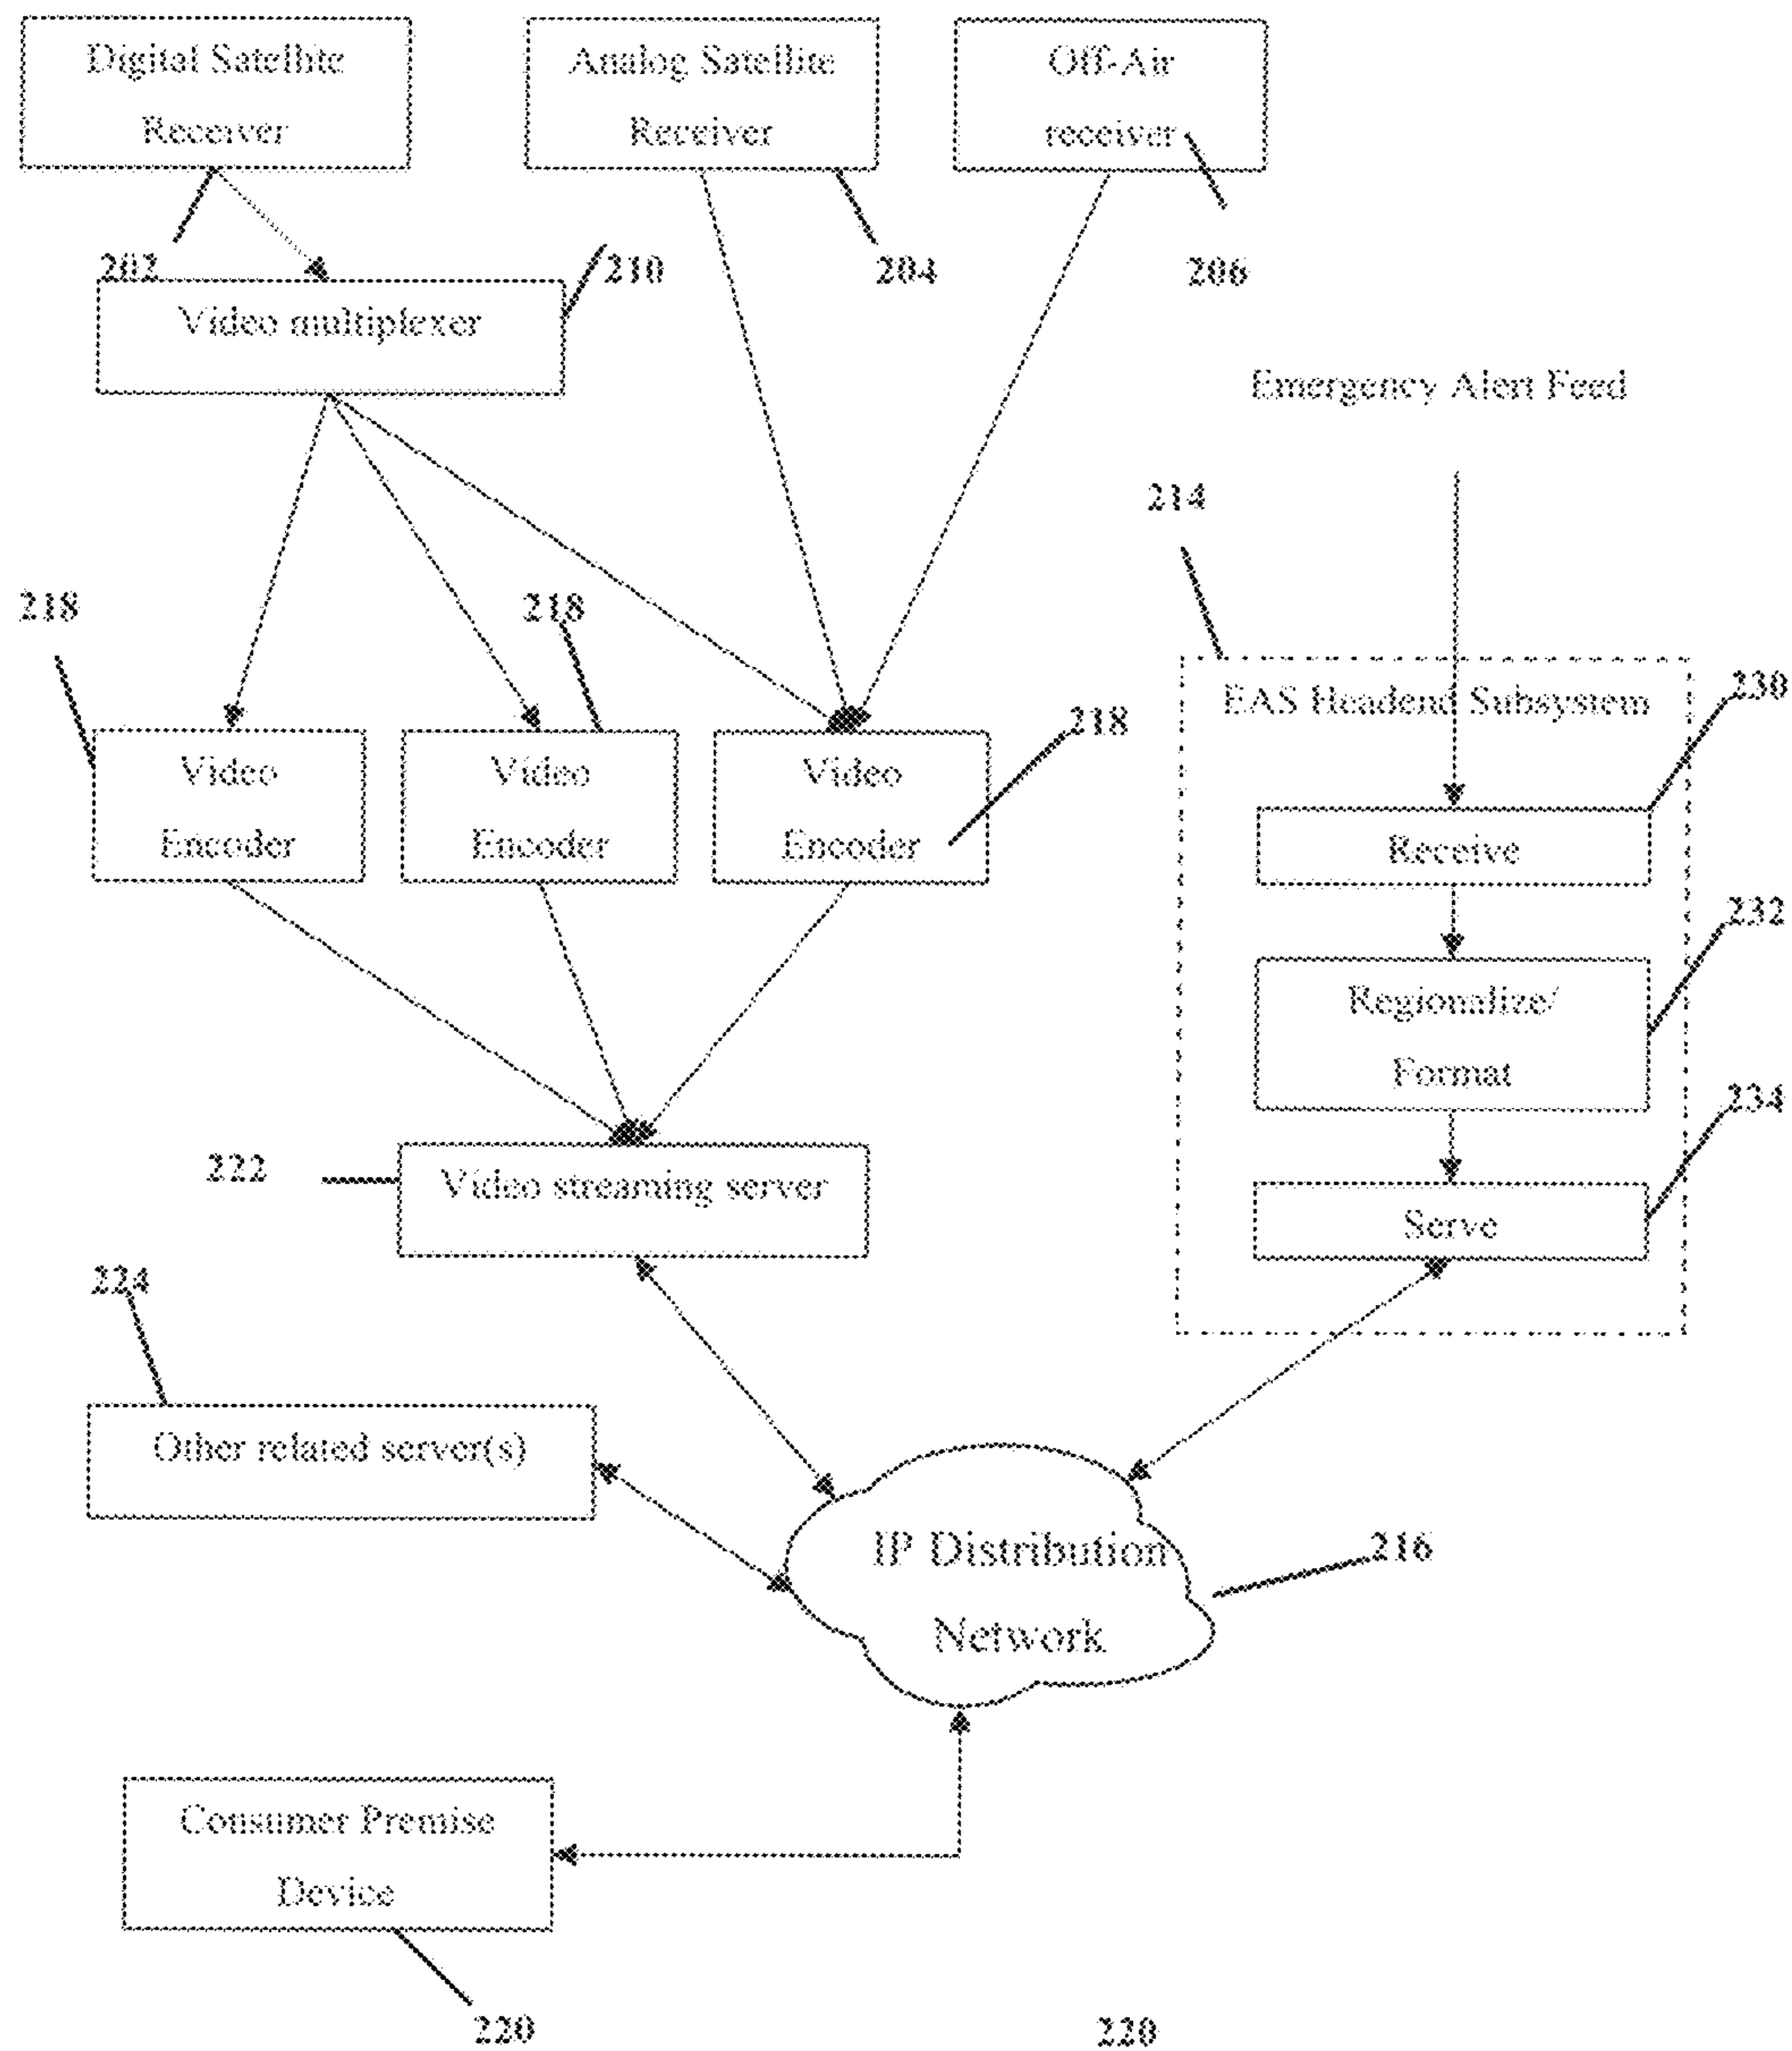 Digital Satellite
Receiver
Analog Satellite
Receiver
Off-Air
receiver
202
210
204
206
Video multiplexer
Emergency Alert Feed
214
218
218
EAS Headend Subsystem
230
218
Video
Encoder
Video
Encoder
Video
Encoder
Receive
232
Regionalize/
Format
234
222
Video streaming server
Serve
224
Other related server(s)
IP Distribution
Network
216
Consumer Premise
Device
220
220